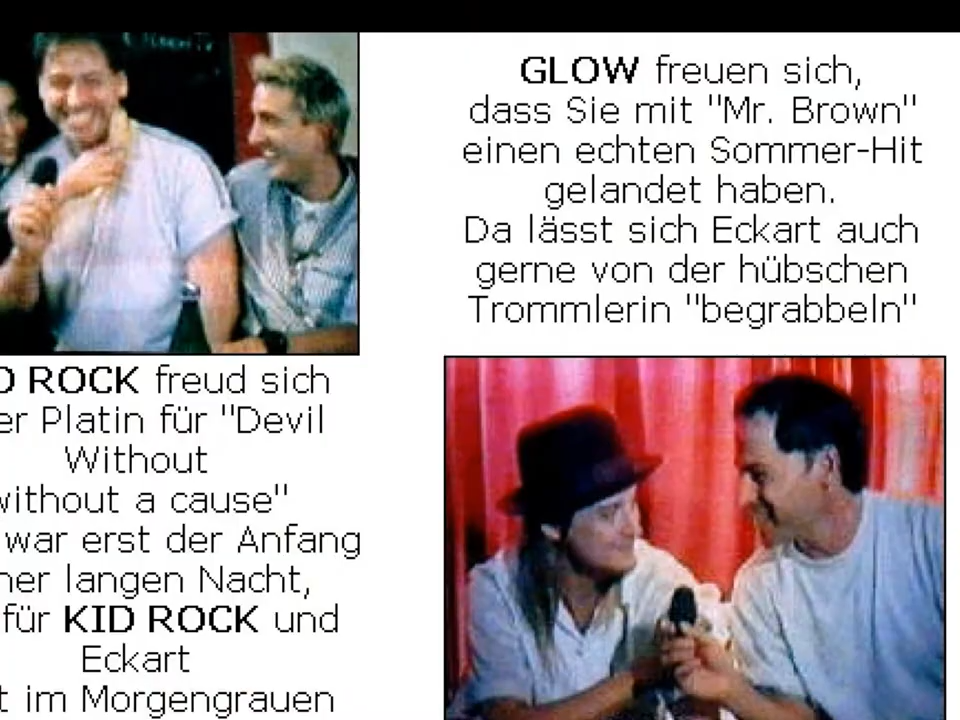 GLOW freuen sich,
dass Sie mit "Mr. Brown"
einen echten Sommer-Hit
gelandet haben.
Da lässt sich Eckart auch
gerne von der hübschen
Trommlerin "begrabbeln"
ROCK freud sich
Platin für "Devil
Without
without a cause"
war erst der Anfang
langen Nacht,
für KID ROCK und
Eckart
im Morgengrauen